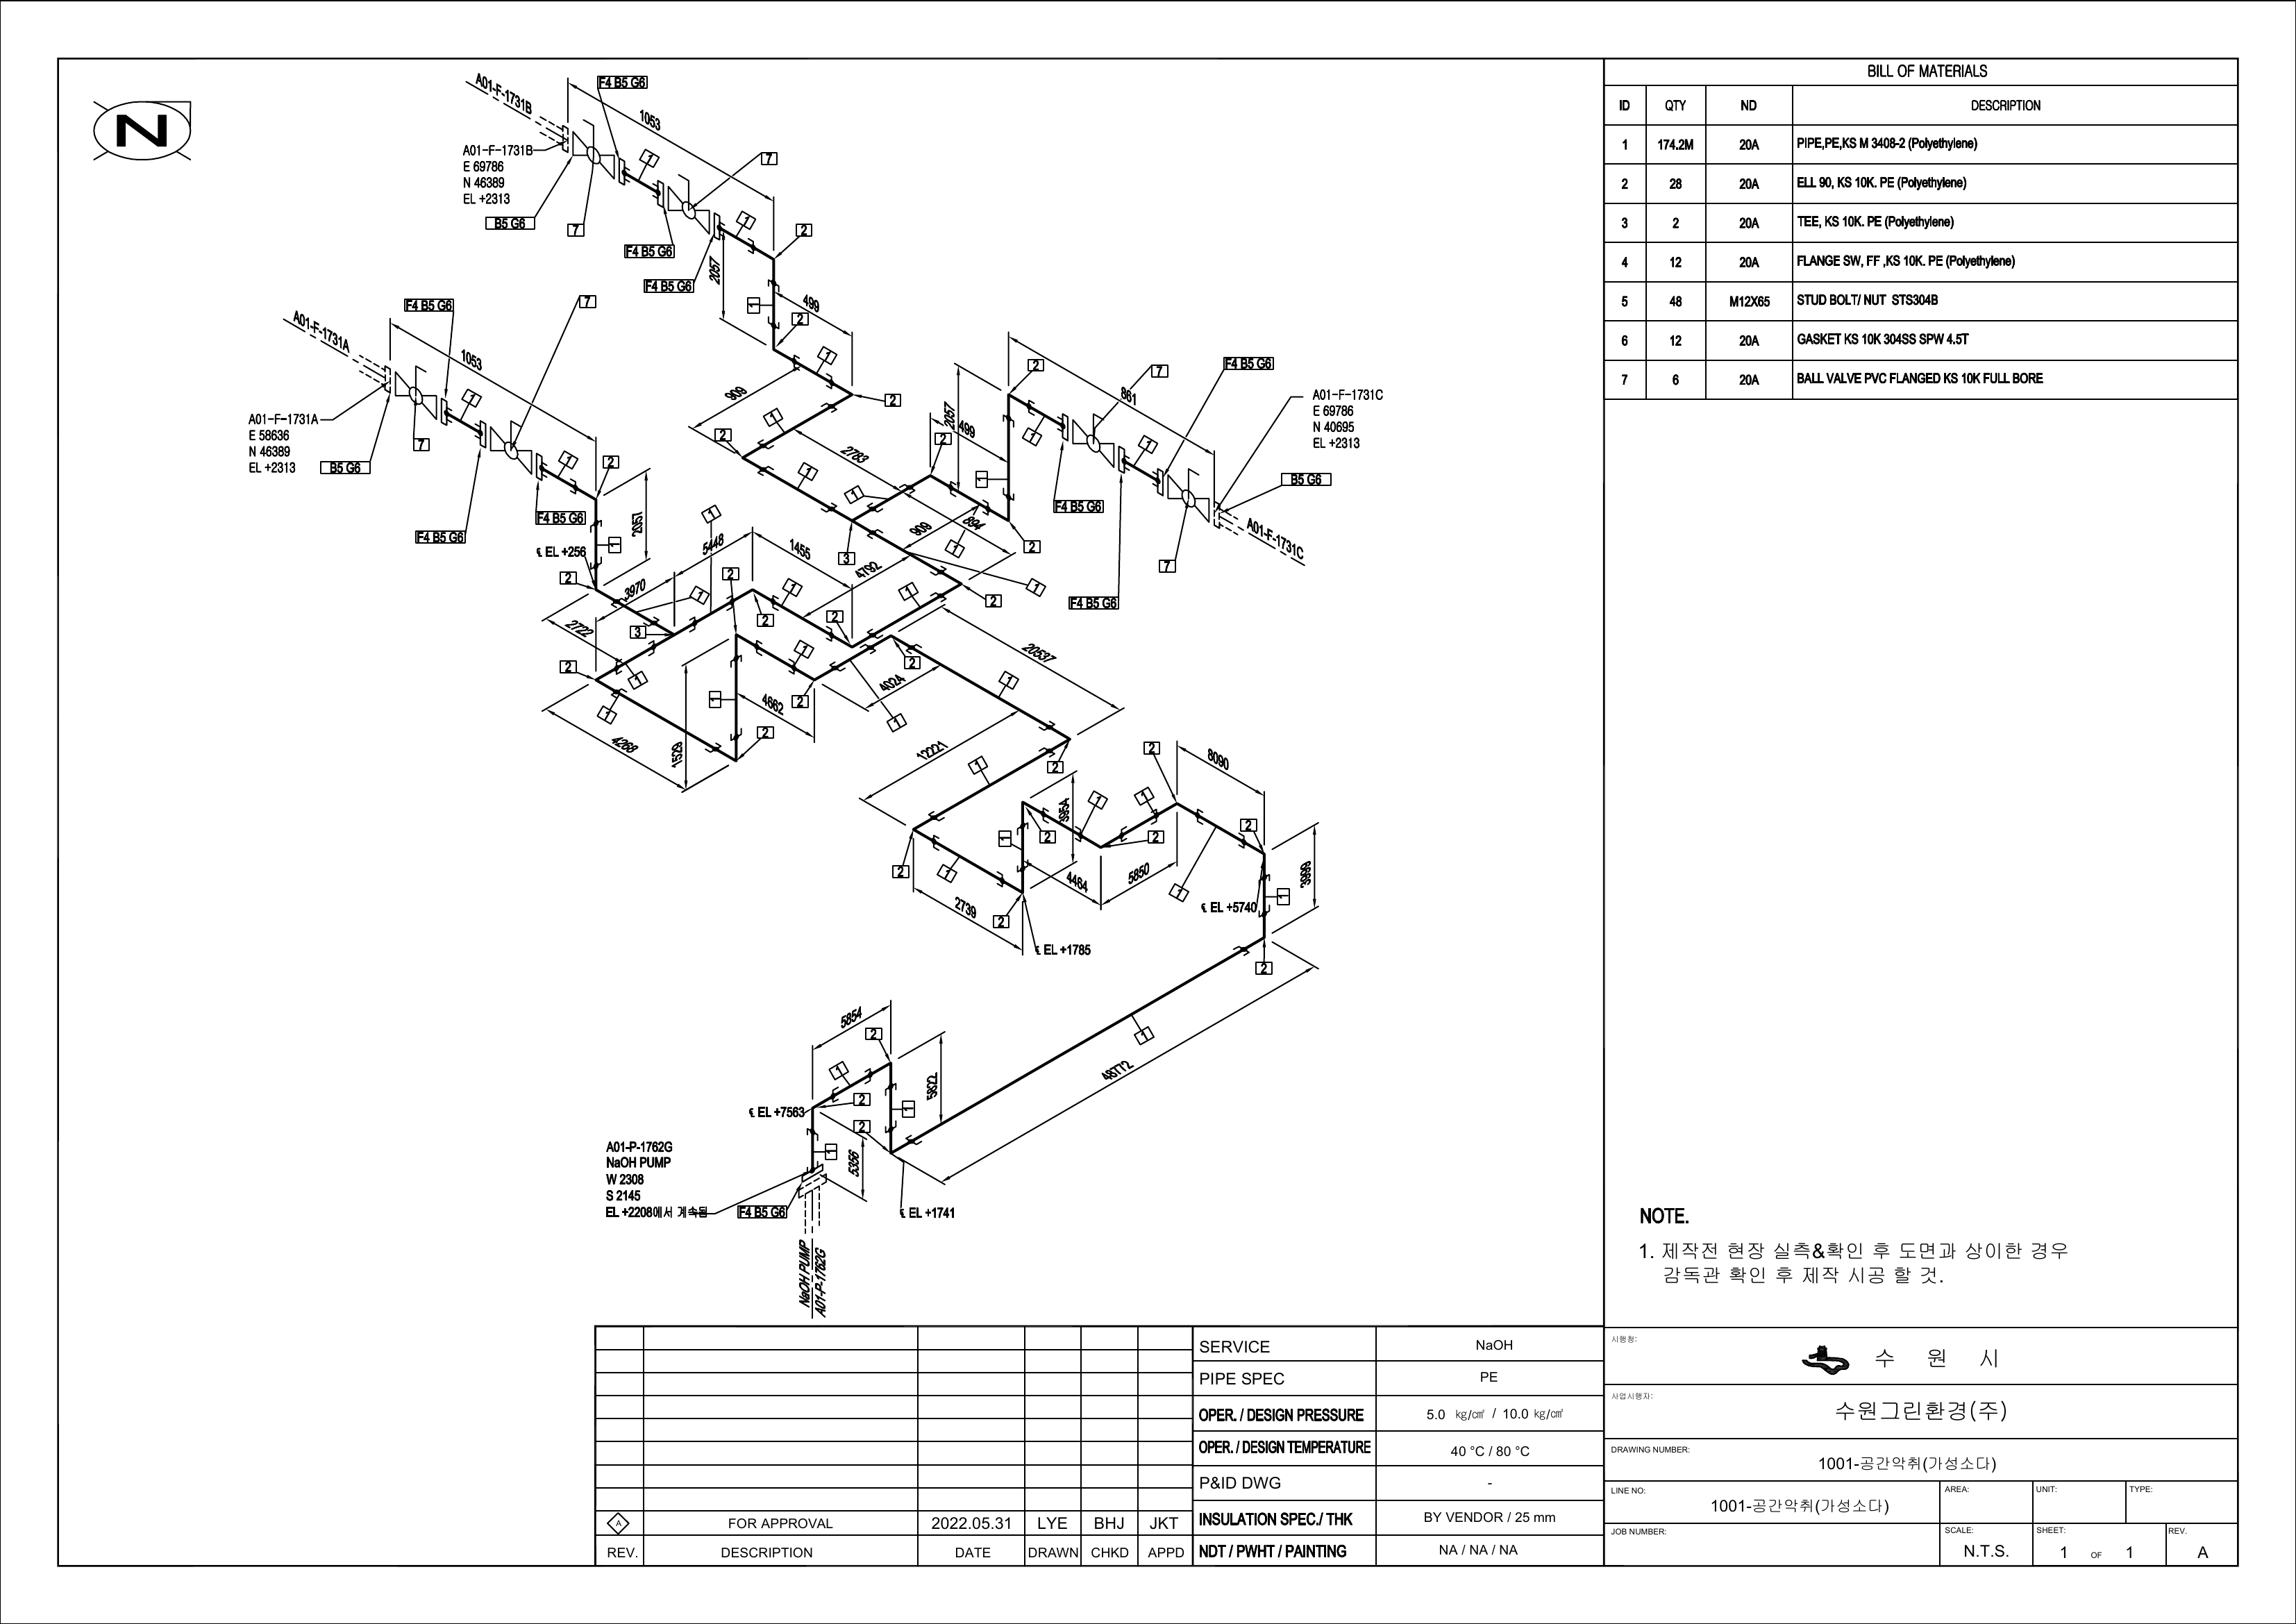 N
A01-F-1731B
F4 B5 G6
1053
A01-F-1731B
E 69786
N 46389
EL +2313
B5 G6
7
1
7
F4 B5 G6
1
2
F4 B5 G6
2057
1
499
2
1
909
2
1
2
2783
1
A01-F-1731A
F4 B5 G6
7
1053
A01-F-1731A
E 58636
N 46389
EL +2313
B5 G6
7
1
F4 B5 G6
1
2
F4 B5 G6
2057
℄ EL +256
1
2
2
2057
499
2
1
7
861
F4 B5 G6
1
1
A01-F-1731C
E 69786
N 40695
EL +2313
B5 G6
A01-F-1731C
F4 B5 G6
7
F4 B5 G6
1
894
909
1
2
3
1
2
4792
1
1
5448
1455
3970
1
2
1
2
2
3
2722
2
1
1
4268
1529
1
2
4662
1
2
4024
1
2
20537
1
2
12221
1
2
1
2739
2
℄ EL +1785
1
2
395A
1
4464
2
1
5850
2
8090
1
2
3999
1
℄ EL +5740
2
48772
1
5854
2
1
℄ EL +7563
2
2
1
5822
1
5356
℄ EL +1741
A01-P-1762G
NaOH PUMP
W 2308
S 2145
EL +2208에서 계속됨
F4 B5 G6
NaOH PUMP
A01-P-1762G
BILL OF MATERIALS
ID QTY ND DESCRIPTION
1 174.2M 20A PIPE,PE,KS M 3408-2 (Polyethylene)
2 28 20A ELL 90, KS 10K. PE (Polyethylene)
3 2 20A TEE, KS 10K. PE (Polyethylene)
4 12 20A FLANGE SW, FF ,KS 10K. PE (Polyethylene)
5 48 M12X65 STUD BOLT/ NUT STS304B
6 12 20A GASKET KS 10K 304SS SPW 4.5T
7 6 20A BALL VALVE PVC FLANGED KS 10K FULL BORE
NOTE.
1. 제작전 현장 실측&확인 후 도면과 상이한 경우
감독관 확인 후 제작 시공 할 것.
SERVICE NaOH
PIPE SPEC PE
OPER. / DESIGN PRESSURE 5.0 ㎏/㎠ / 10.0 ㎏/㎠
OPER. / DESIGN TEMPERATURE 40 °C / 80 °C
P&ID DWG -
INSULATION SPEC./ THK BY VENDOR / 25 mm
NDT / PWHT / PAINTING NA / NA / NA
A FOR APPROVAL 2022.05.31 LYE BHJ JKT
REV. DESCRIPTION DATE DRAWN CHKD APPD
시행청:
수 원 시
사업시행자:
수원그린환경(주)
DRAWING NUMBER:
1001-공간악취(가성소다)
LINE NO:
1001-공간악취(가성소다)
AREA: UNIT: TYPE:
JOB NUMBER:
SCALE:
N.T.S.
SHEET:
1 OF 1
REV.
A